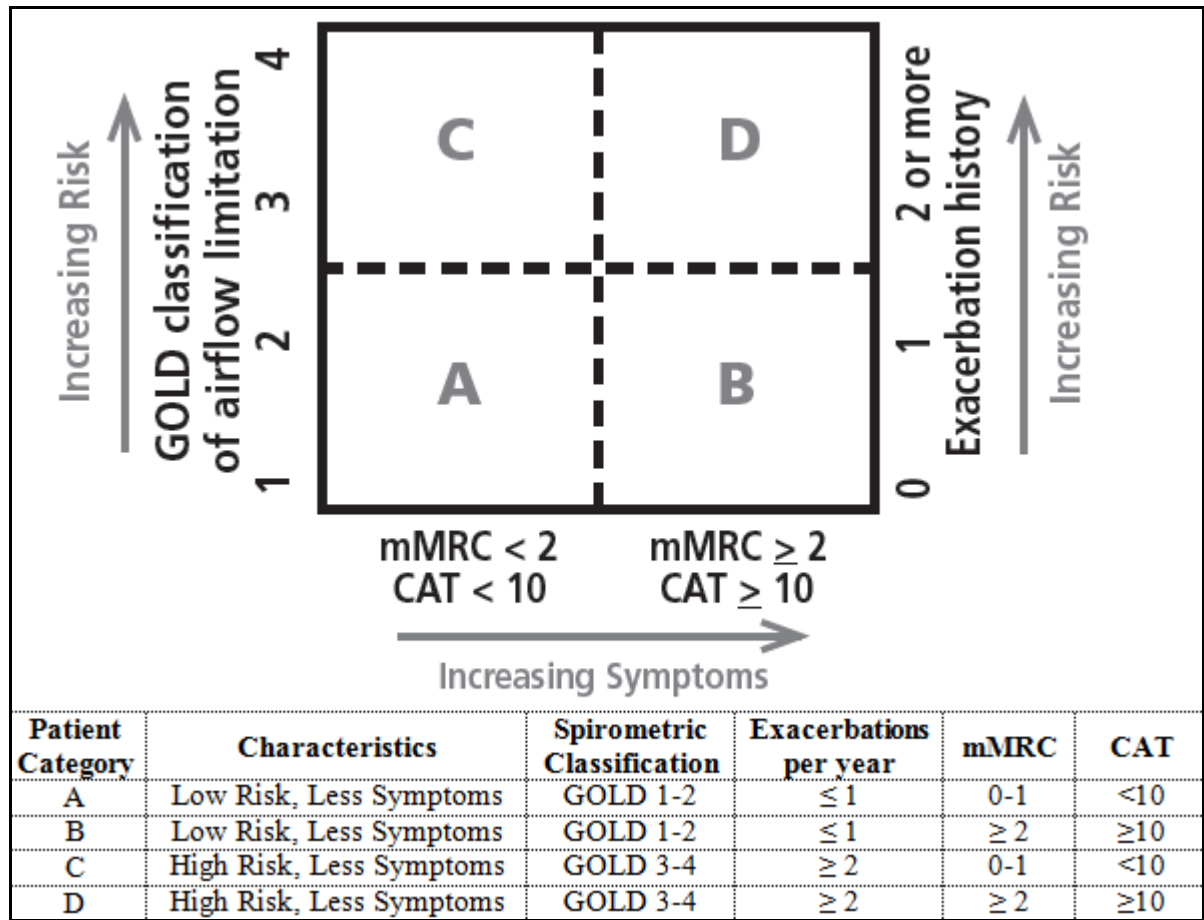 Increasing Risk
GOLD classification
of airflow limitation
4
3
2
1
C
D
A
B
2 or more
1
0
Exacerbation history
Increasing Risk
mMRC < 2
CAT < 10
mMRC ≥ 2
CAT ≥ 10
Increasing Symptoms
Patient Category Characteristics Spirometric Classification Exacerbations per year mMRC CAT
A Low Risk, Less Symptoms GOLD 1-2 ≤ 1 0-1 <10
B Low Risk, Less Symptoms GOLD 1-2 ≤ 1 ≥ 2 ≥10
C High Risk, Less Symptoms GOLD 3-4 ≥ 2 0-1 <10
D High Risk, Less Symptoms GOLD 3-4 ≥ 2 ≥ 2 ≥10